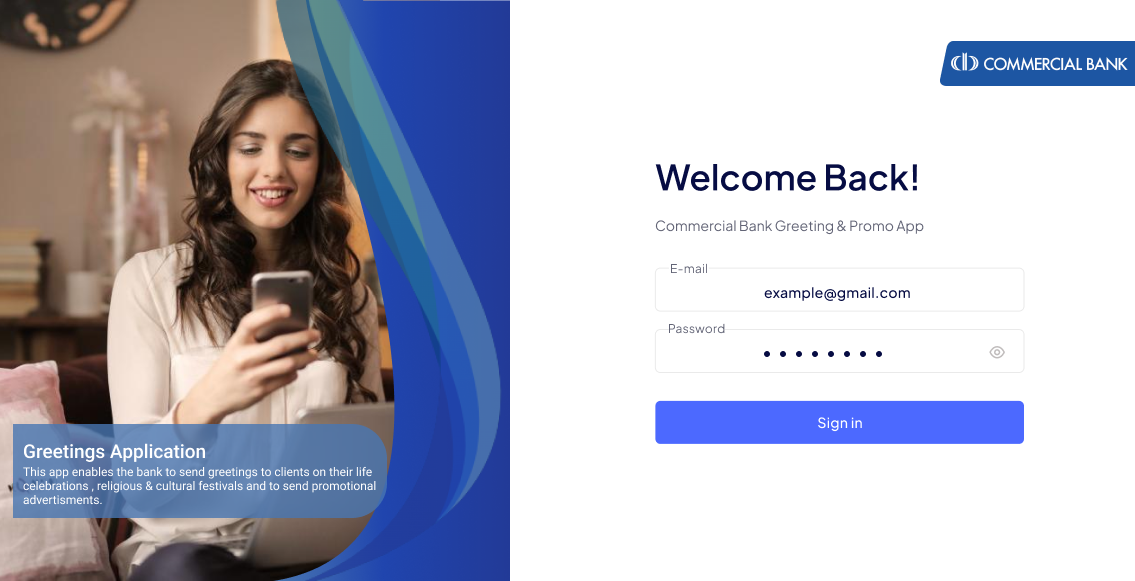 COMMERCIAL BANK
Welcome Back!
Commercial Bank Greeting & Promo App
E-mail
example@gmail.com
Password
Sign in
Greetings Application
This app enables the bank to send greetings to clients on their life
celebrations , religious & cultural festivals and to send promotional
advertisments.